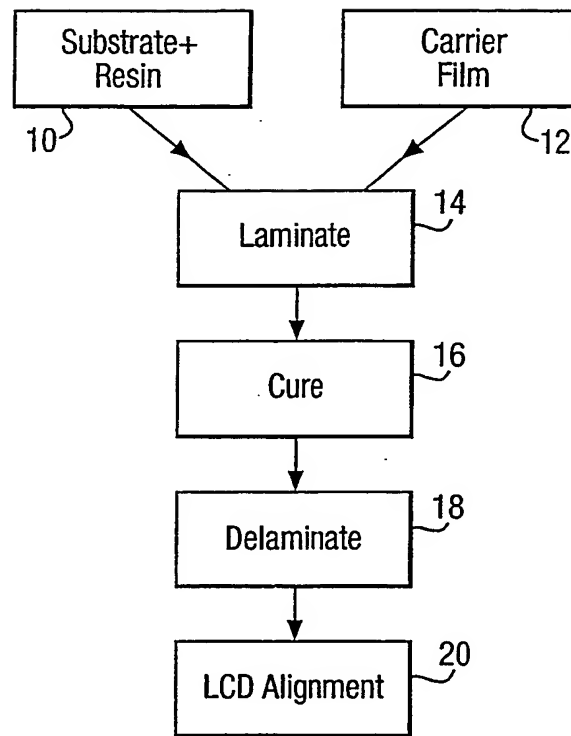 Substrate+
Resin
Carrier
Film
10
12
Laminate
14
Cure
16
Delaminate
18
LCD Alignment
20